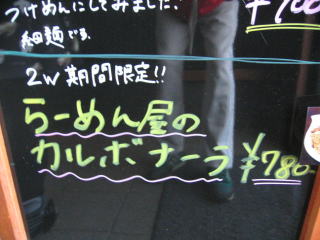 つけめんにしてみました、
細麺です。
¥700
2W期間限定!!
らーめん屋の
カルボナーラ ¥780-